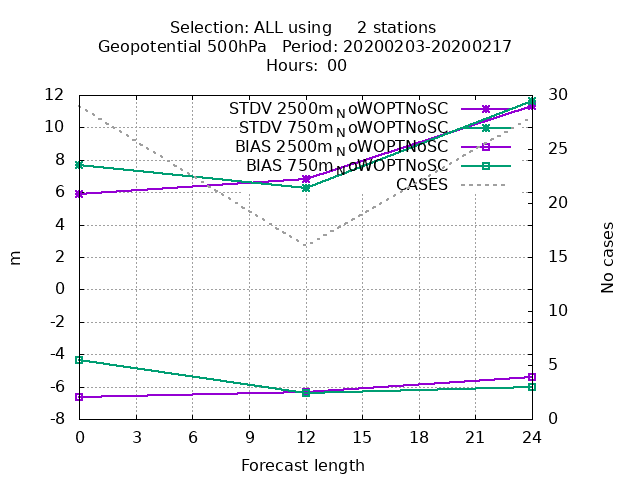 Selection: ALL using 2 stations
Geopotential 500hPa Period: 20200203-20200217
Hours: 00
STDV 2500m_NoWOPTNoSC
STDV 750m_NoWOPTNoSC
BIAS 2500m_NoWOPTNoSC
BIAS 750m_NoWOPTNoSC
CASES
m
12
10
8
6
4
2
0
-2
-4
-6
-8
30
25
20
15
10
5
0
No cases
0 3 6 9 12 15 18 21 24
Forecast length